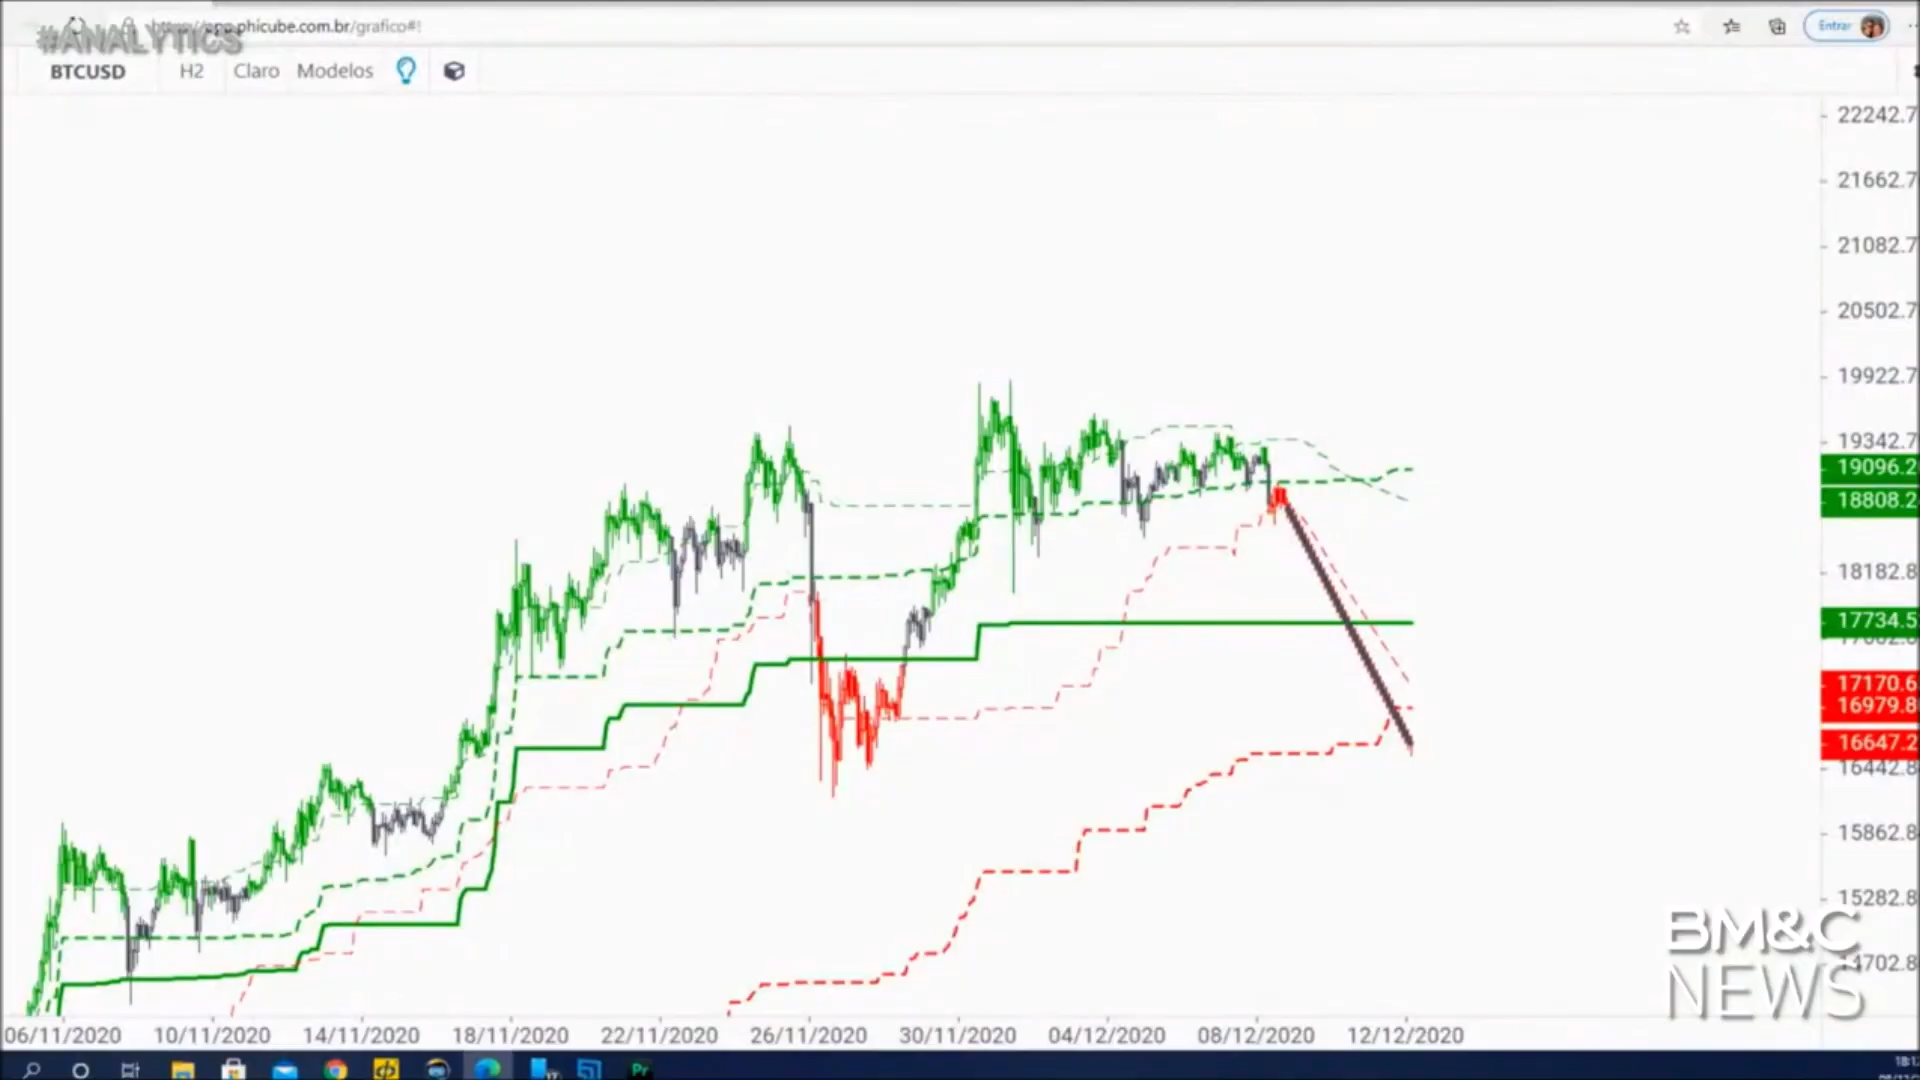 #ANALYTICS
app.phicube.com.br/grafico#
Entrar
BTCUSD H2 Claro Modelos
22242.7
21662.7
21082.7
20502.7
19922.7
19342.7
19096.2
18808.2
18182.8
17734.5
17170.6
16979.8
16647.2
16442.8
15862.8
15282.8
14702.8
BM&C
NEWS
06/11/2020 10/11/2020 14/11/2020 18/11/2020 22/11/2020 26/11/2020 30/11/2020 04/12/2020 08/12/2020 12/12/2020
Pr